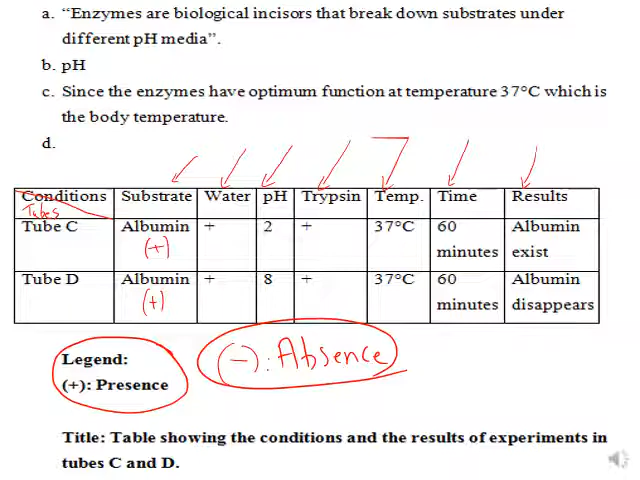 a. “Enzymes are biological incisors that break down substrates under
different pH media”.
b. pH
c. Since the enzymes have optimum function at temperature 37°C which is
the body temperature.
d.
Conditions Substrate Water pH Trypsin Temp. Time Results
Tubes
Tube C Albumin + 2 + 37°C 60 Albumin
(+) minutes exist
Tube D Albumin + 8 + 37°C 60 Albumin
(+) minutes disappears
Legend:
(+): Presence
(-): Absence
Title: Table showing the conditions and the results of experiments in
tubes C and D.